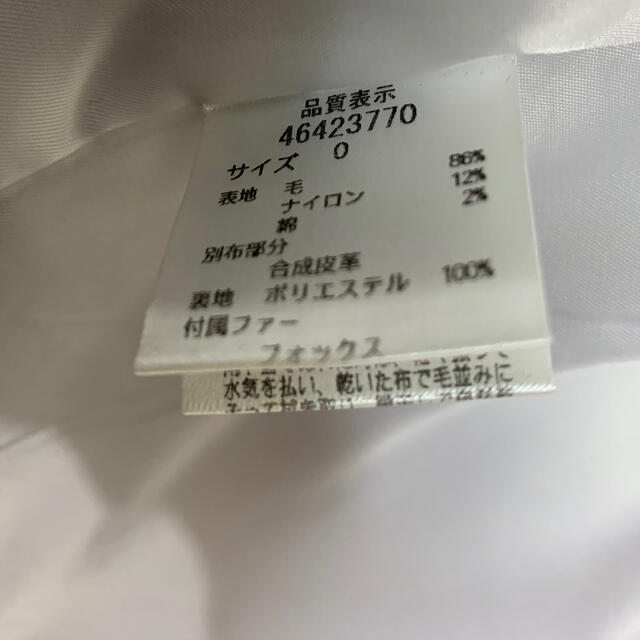 品質表示
46423770
サイズ 0
表地 毛 86%
ナイロン 12%
綿 2%
別布部分
合成皮革
裏地 ポリエステル 100%
付属ファー
フォックス
水気を払い、乾いた布で毛並みに